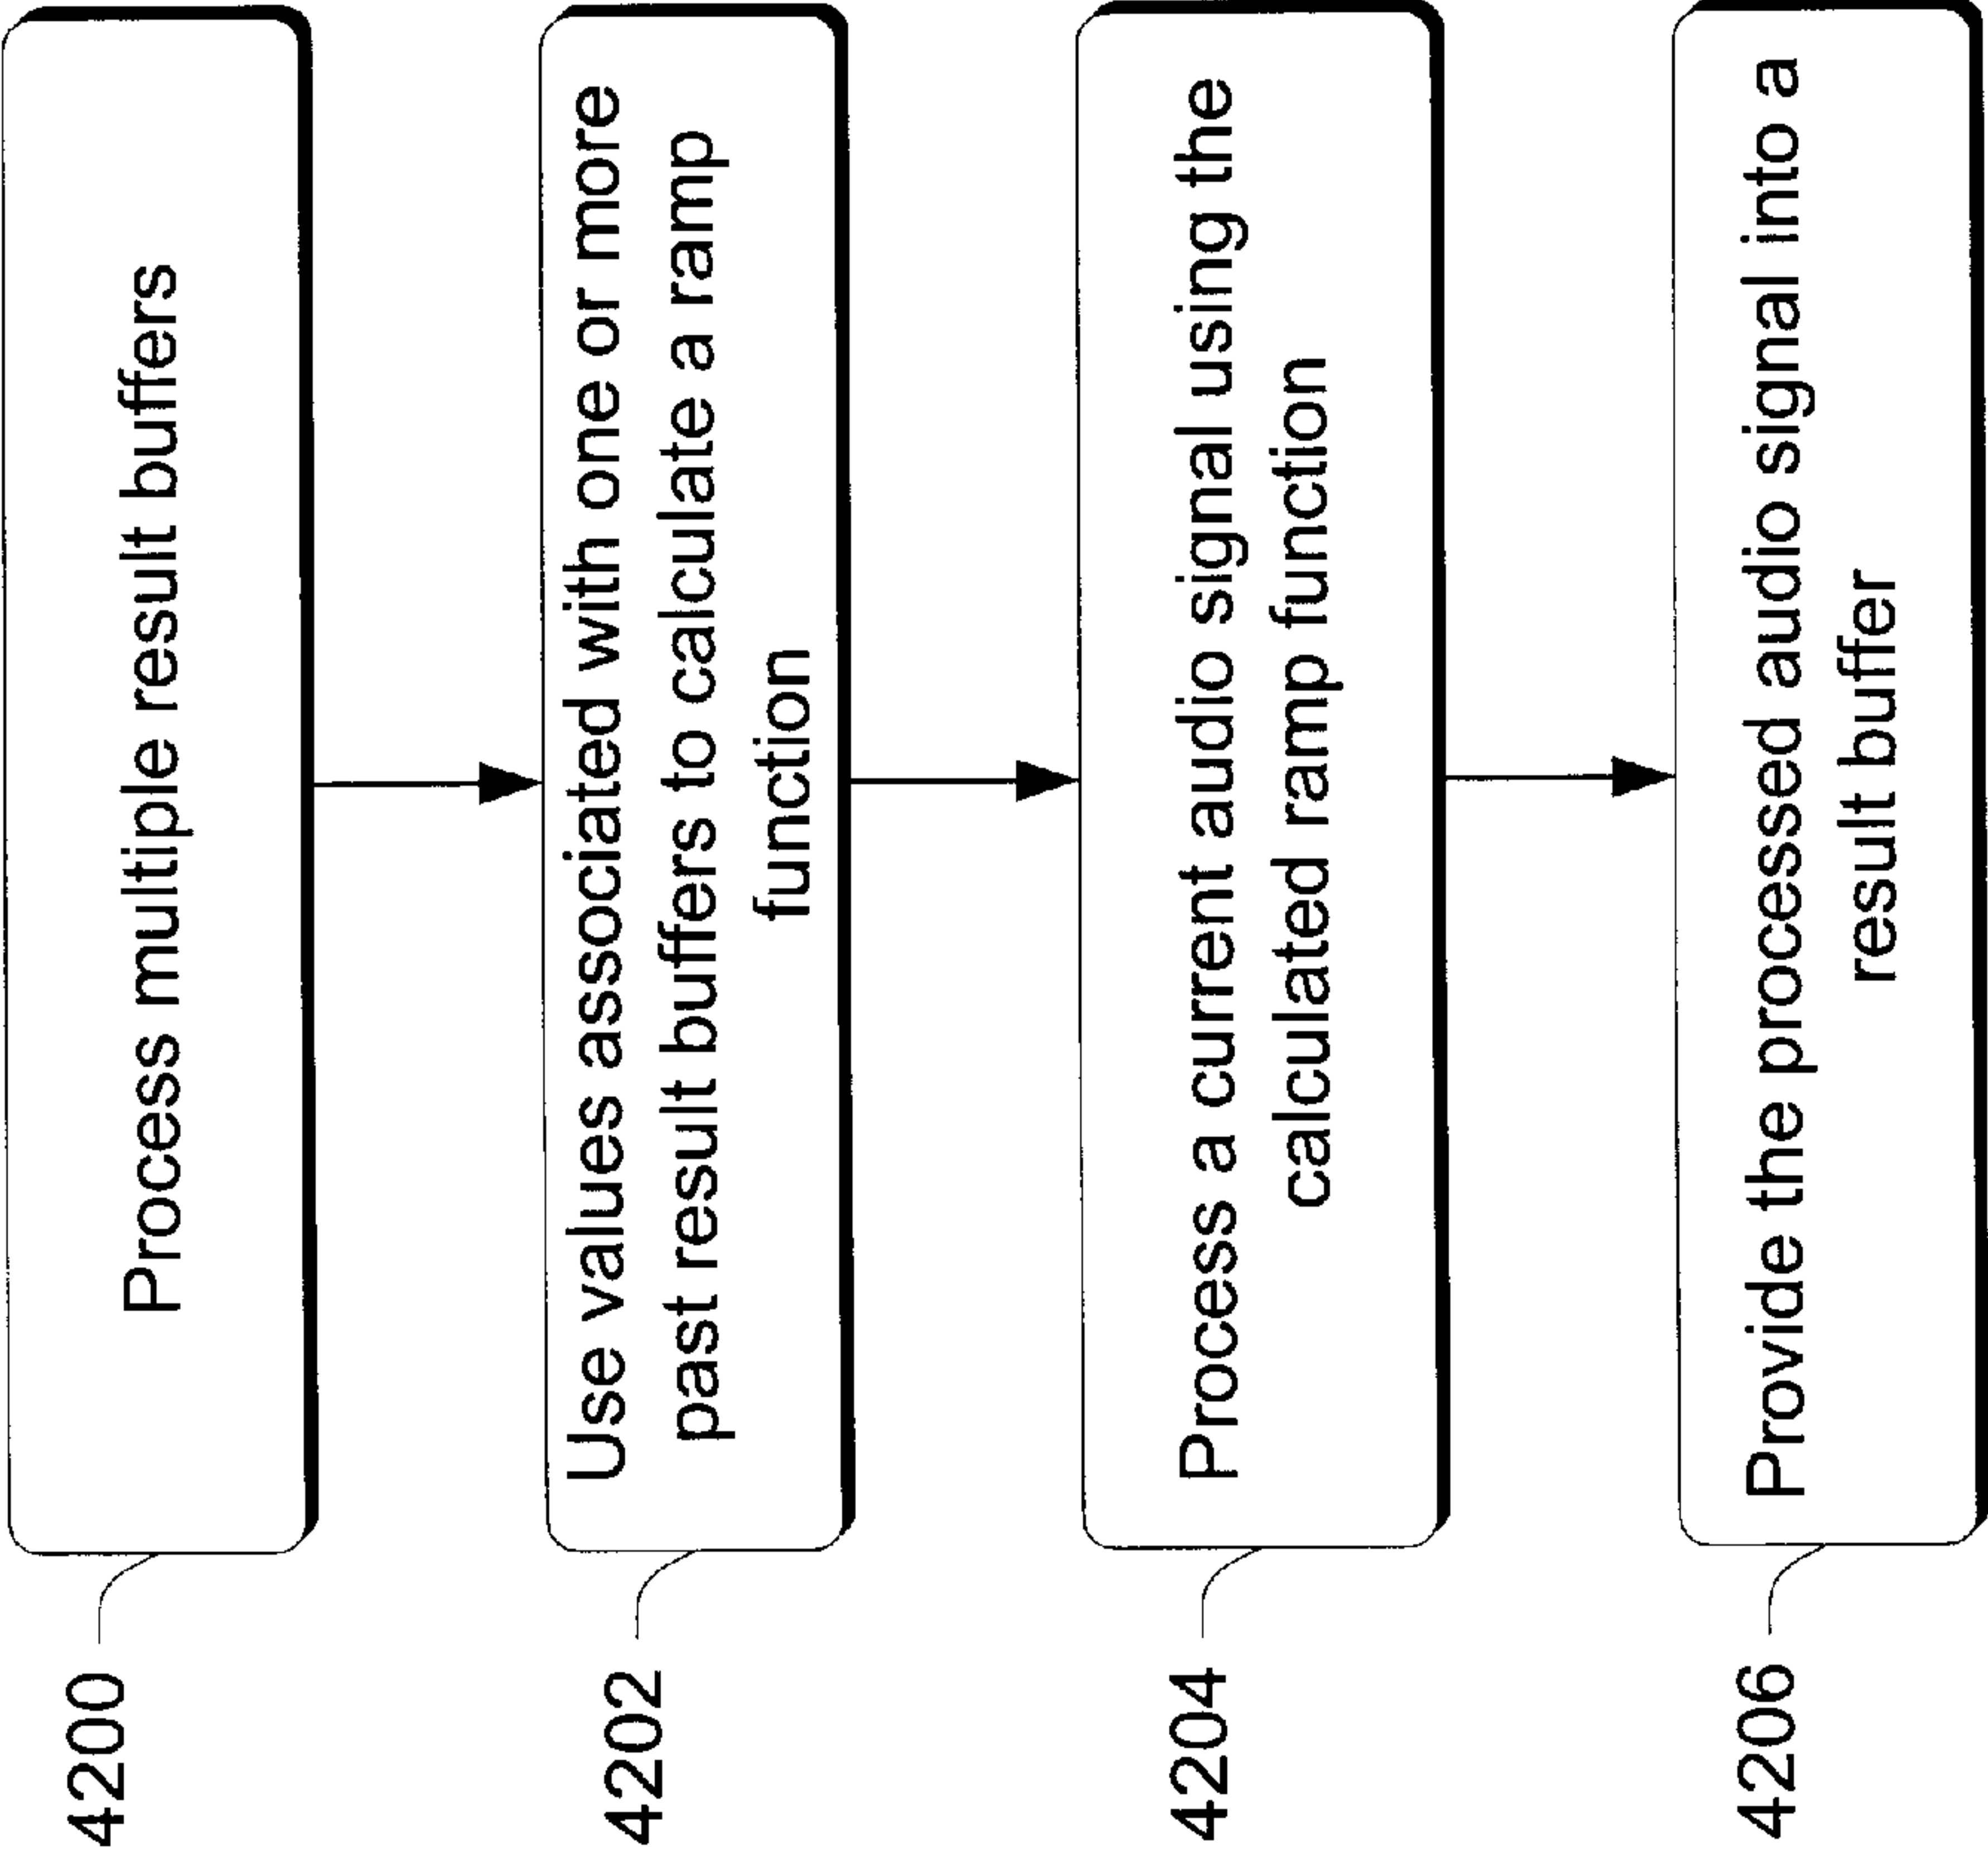 4200
Process multiple result buffers
4202
Use values associated with one or more
past result buffers to calculate a ramp
function
4204
Process a current audio signal using the
calculated ramp function
4206
Provide the processed audio signal into a
result buffer